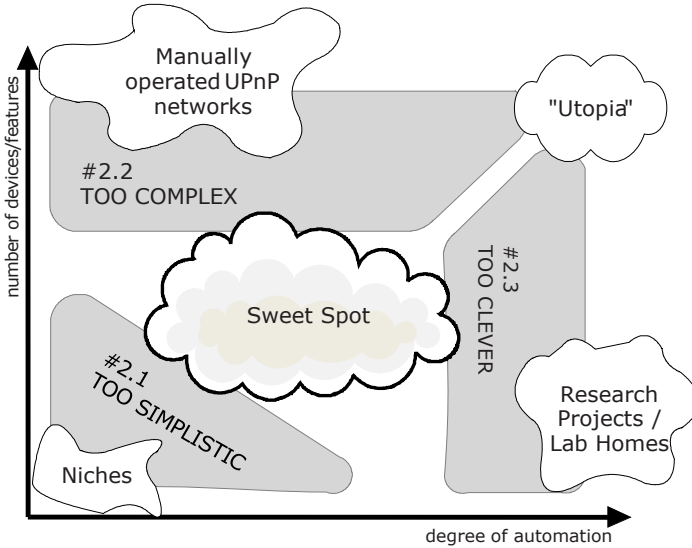 Manually
operated UPnP
networks
"Utopia"
number of devices/features
#2.2
TOO COMPLEX
#2.3
TOO CLEVER
Sweet Spot
#2.1
TOO SIMPLISTIC
Research
Projects /
Lab Homes
Niches
degree of automation